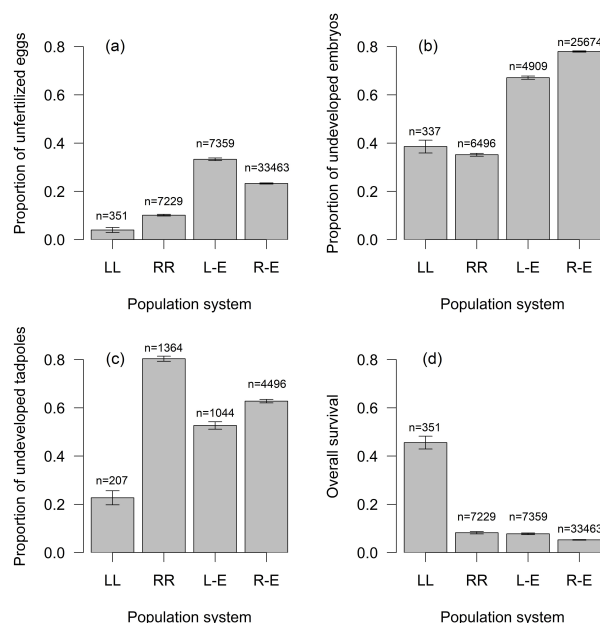 (a)
Proportion of unfertilized eggs
0.8
0.6
0.4
0.2
0.0
n=351
n=7229
n=7359
n=33463
LL RR L-E R-E
Population system
(b)
Proportion of undeveloped embryos
0.8
0.6
0.4
0.2
0.0
n=337
n=6496
n=4909
n=25674
LL RR L-E R-E
Population system
(c)
Proportion of undeveloped tadpoles
0.8
0.6
0.4
0.2
0.0
n=207
n=1364
n=1044
n=4496
LL RR L-E R-E
Population system
(d)
Overall survival
0.8
0.6
0.4
0.2
0.0
n=351
n=7229
n=7359
n=33463
LL RR L-E R-E
Population system